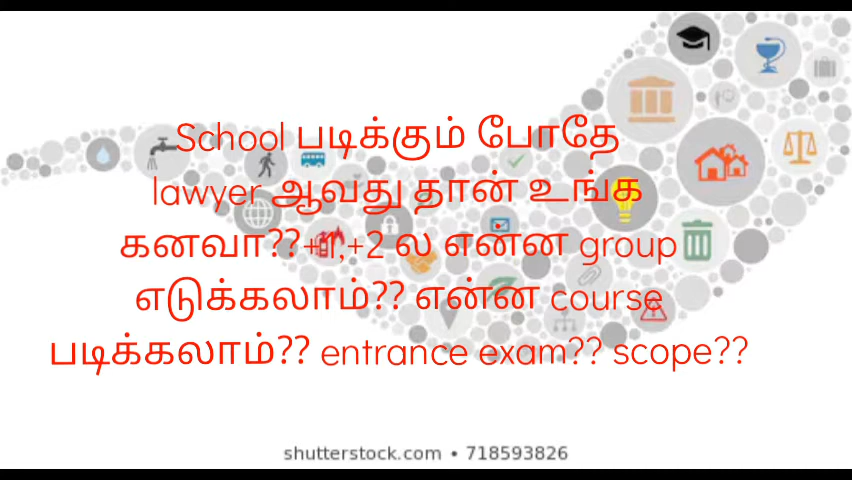 School படிக்கும் போதே
lawyer ஆவது தான் உங்க
கனவா??+1,+2 ல என்ன group
எடுக்கலாம்?? என்ன course
படிக்கலாம்?? entrance exam?? scope??
shutterstock.com • 718593826